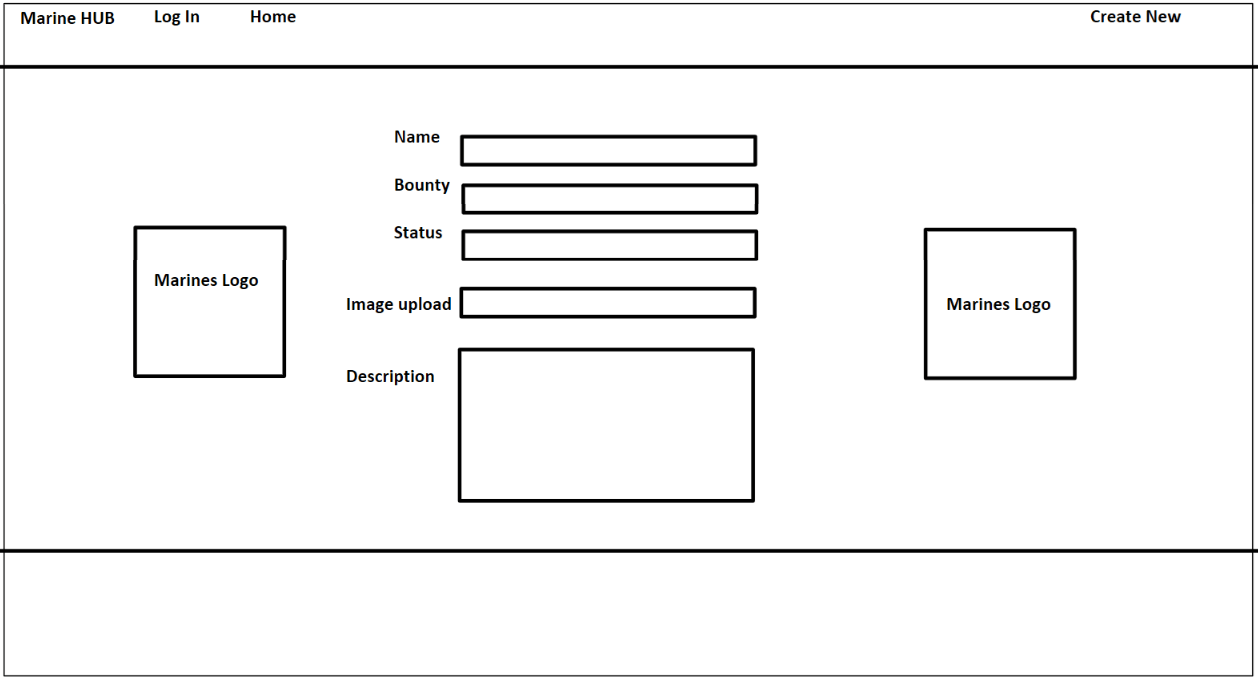 Marine HUB Log In Home Create New
Name
Bounty
Status
Marines Logo
Image upload
Marines Logo
Description